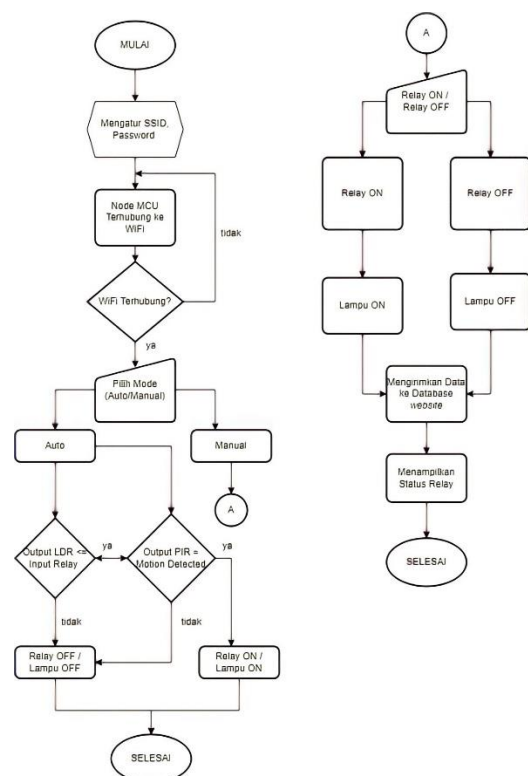 MULAI
Mengatur SSID,
Password
Node MCU
Terhubung ke
WiFi
tidak
WiFi Terhubung?
ya
Pilih Mode
(Auto/Manual)
Auto
Manual
A
Output LDR <=
Input Relay
ya
Output PIR =
Motion Detected
ya
tidak
tidak
Relay OFF /
Lampu OFF
Relay ON /
Lampu ON
SELESAI
A
Relay ON /
Relay OFF
Relay ON
Relay OFF
Lampu ON
Lampu OFF
Menginmkan Data
ke Database
website
Menampilkan
Status Relay
SELESAI